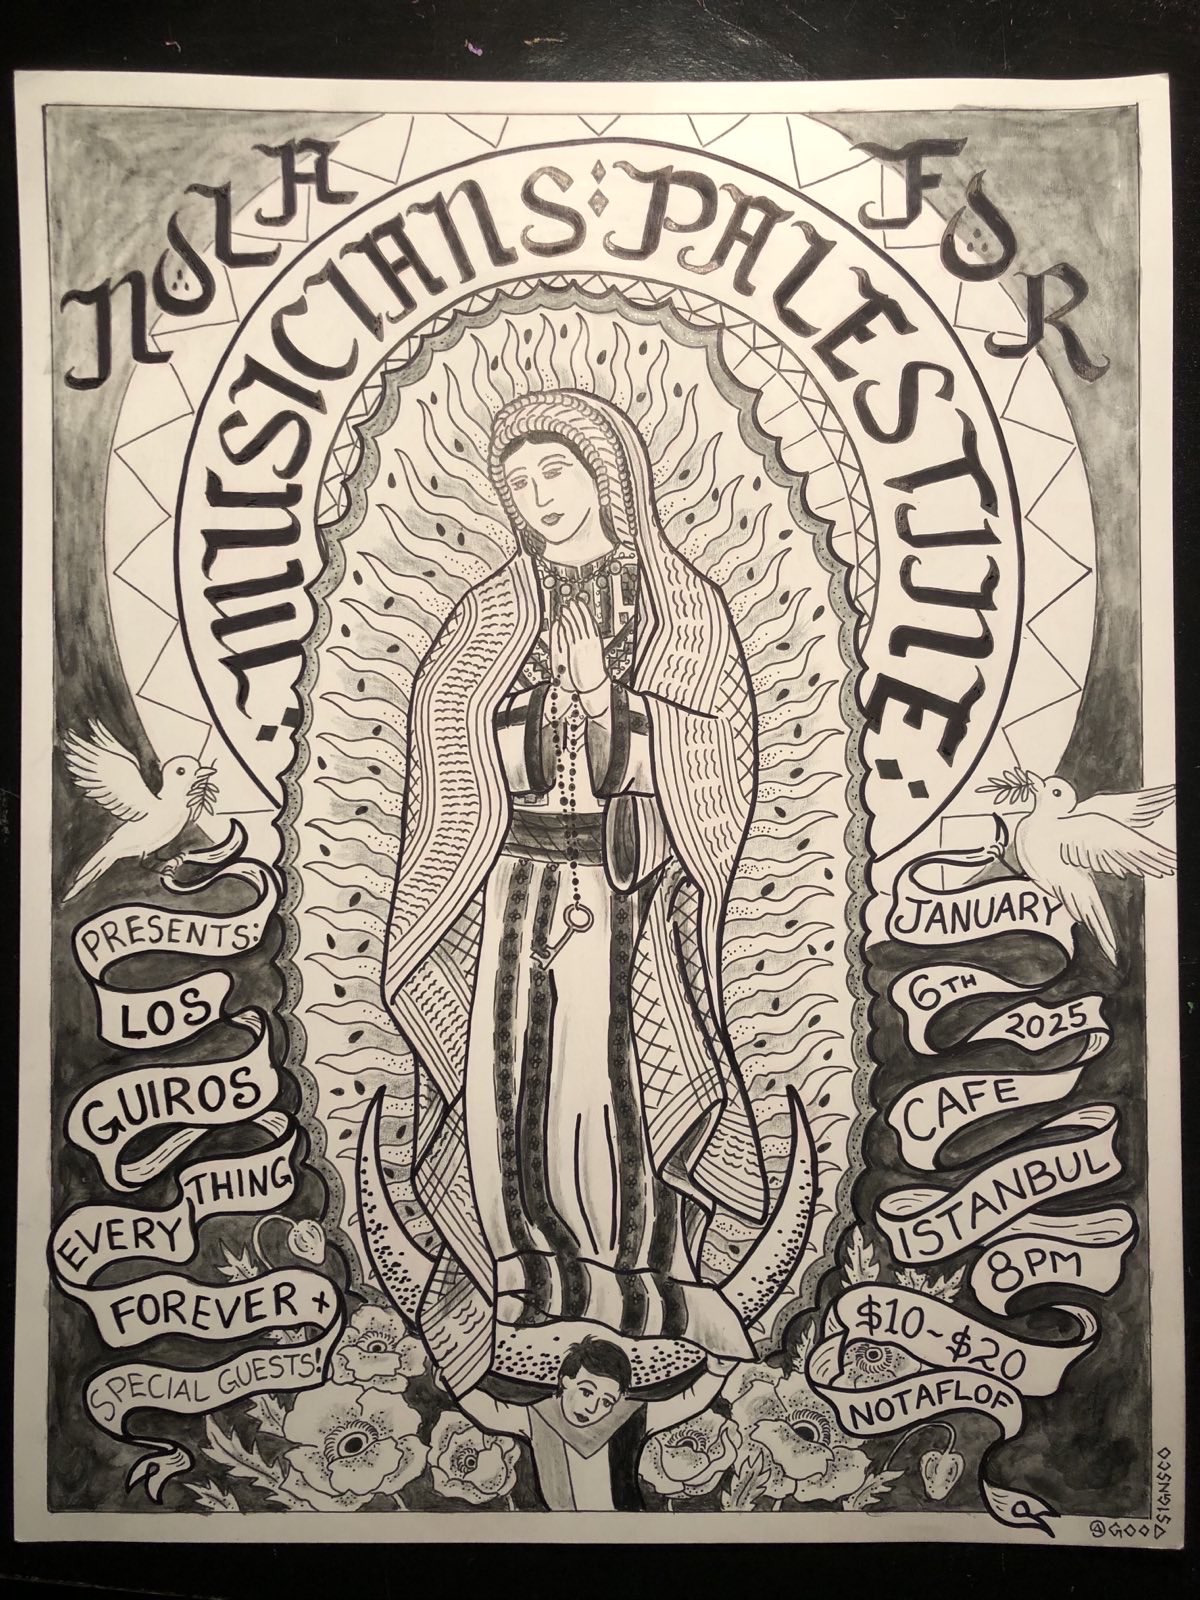 NOLA
MUSICIANS
FOR
PALESTINE
PRESENTS:
LOS
GUIROS
EVERY THING
FOREVER +
SPECIAL GUESTS!
JANUARY
6TH
2025
CAFE
ISTANBUL
8PM
$10-$20
NOTAFLOF
@GOODSIGNSCO